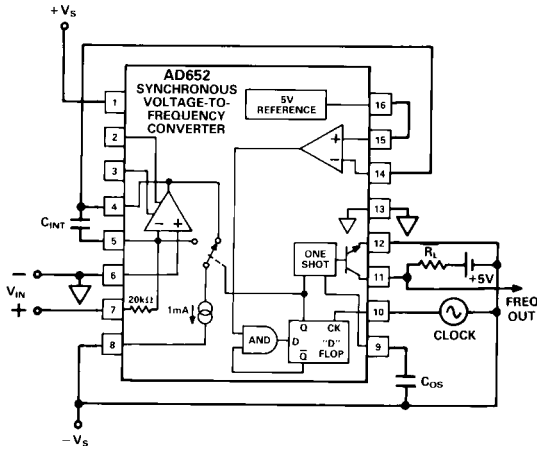 +VS
AD652
SYNCHRONOUS
VOLTAGE-TO-
FREQUENCY
CONVERTER
5V
REFERENCE
1
2
3
4
5
6
7
8
16
15
14
13
12
11
10
9
CINT
–
VIN
+
20kΩ
1mA
+
–
–
+
ONE
SHOT
AND
Q
CK
D
"D"
FLOP
Q̅
RL
+5V
FREQ
OUT
CLOCK
COS
–VS